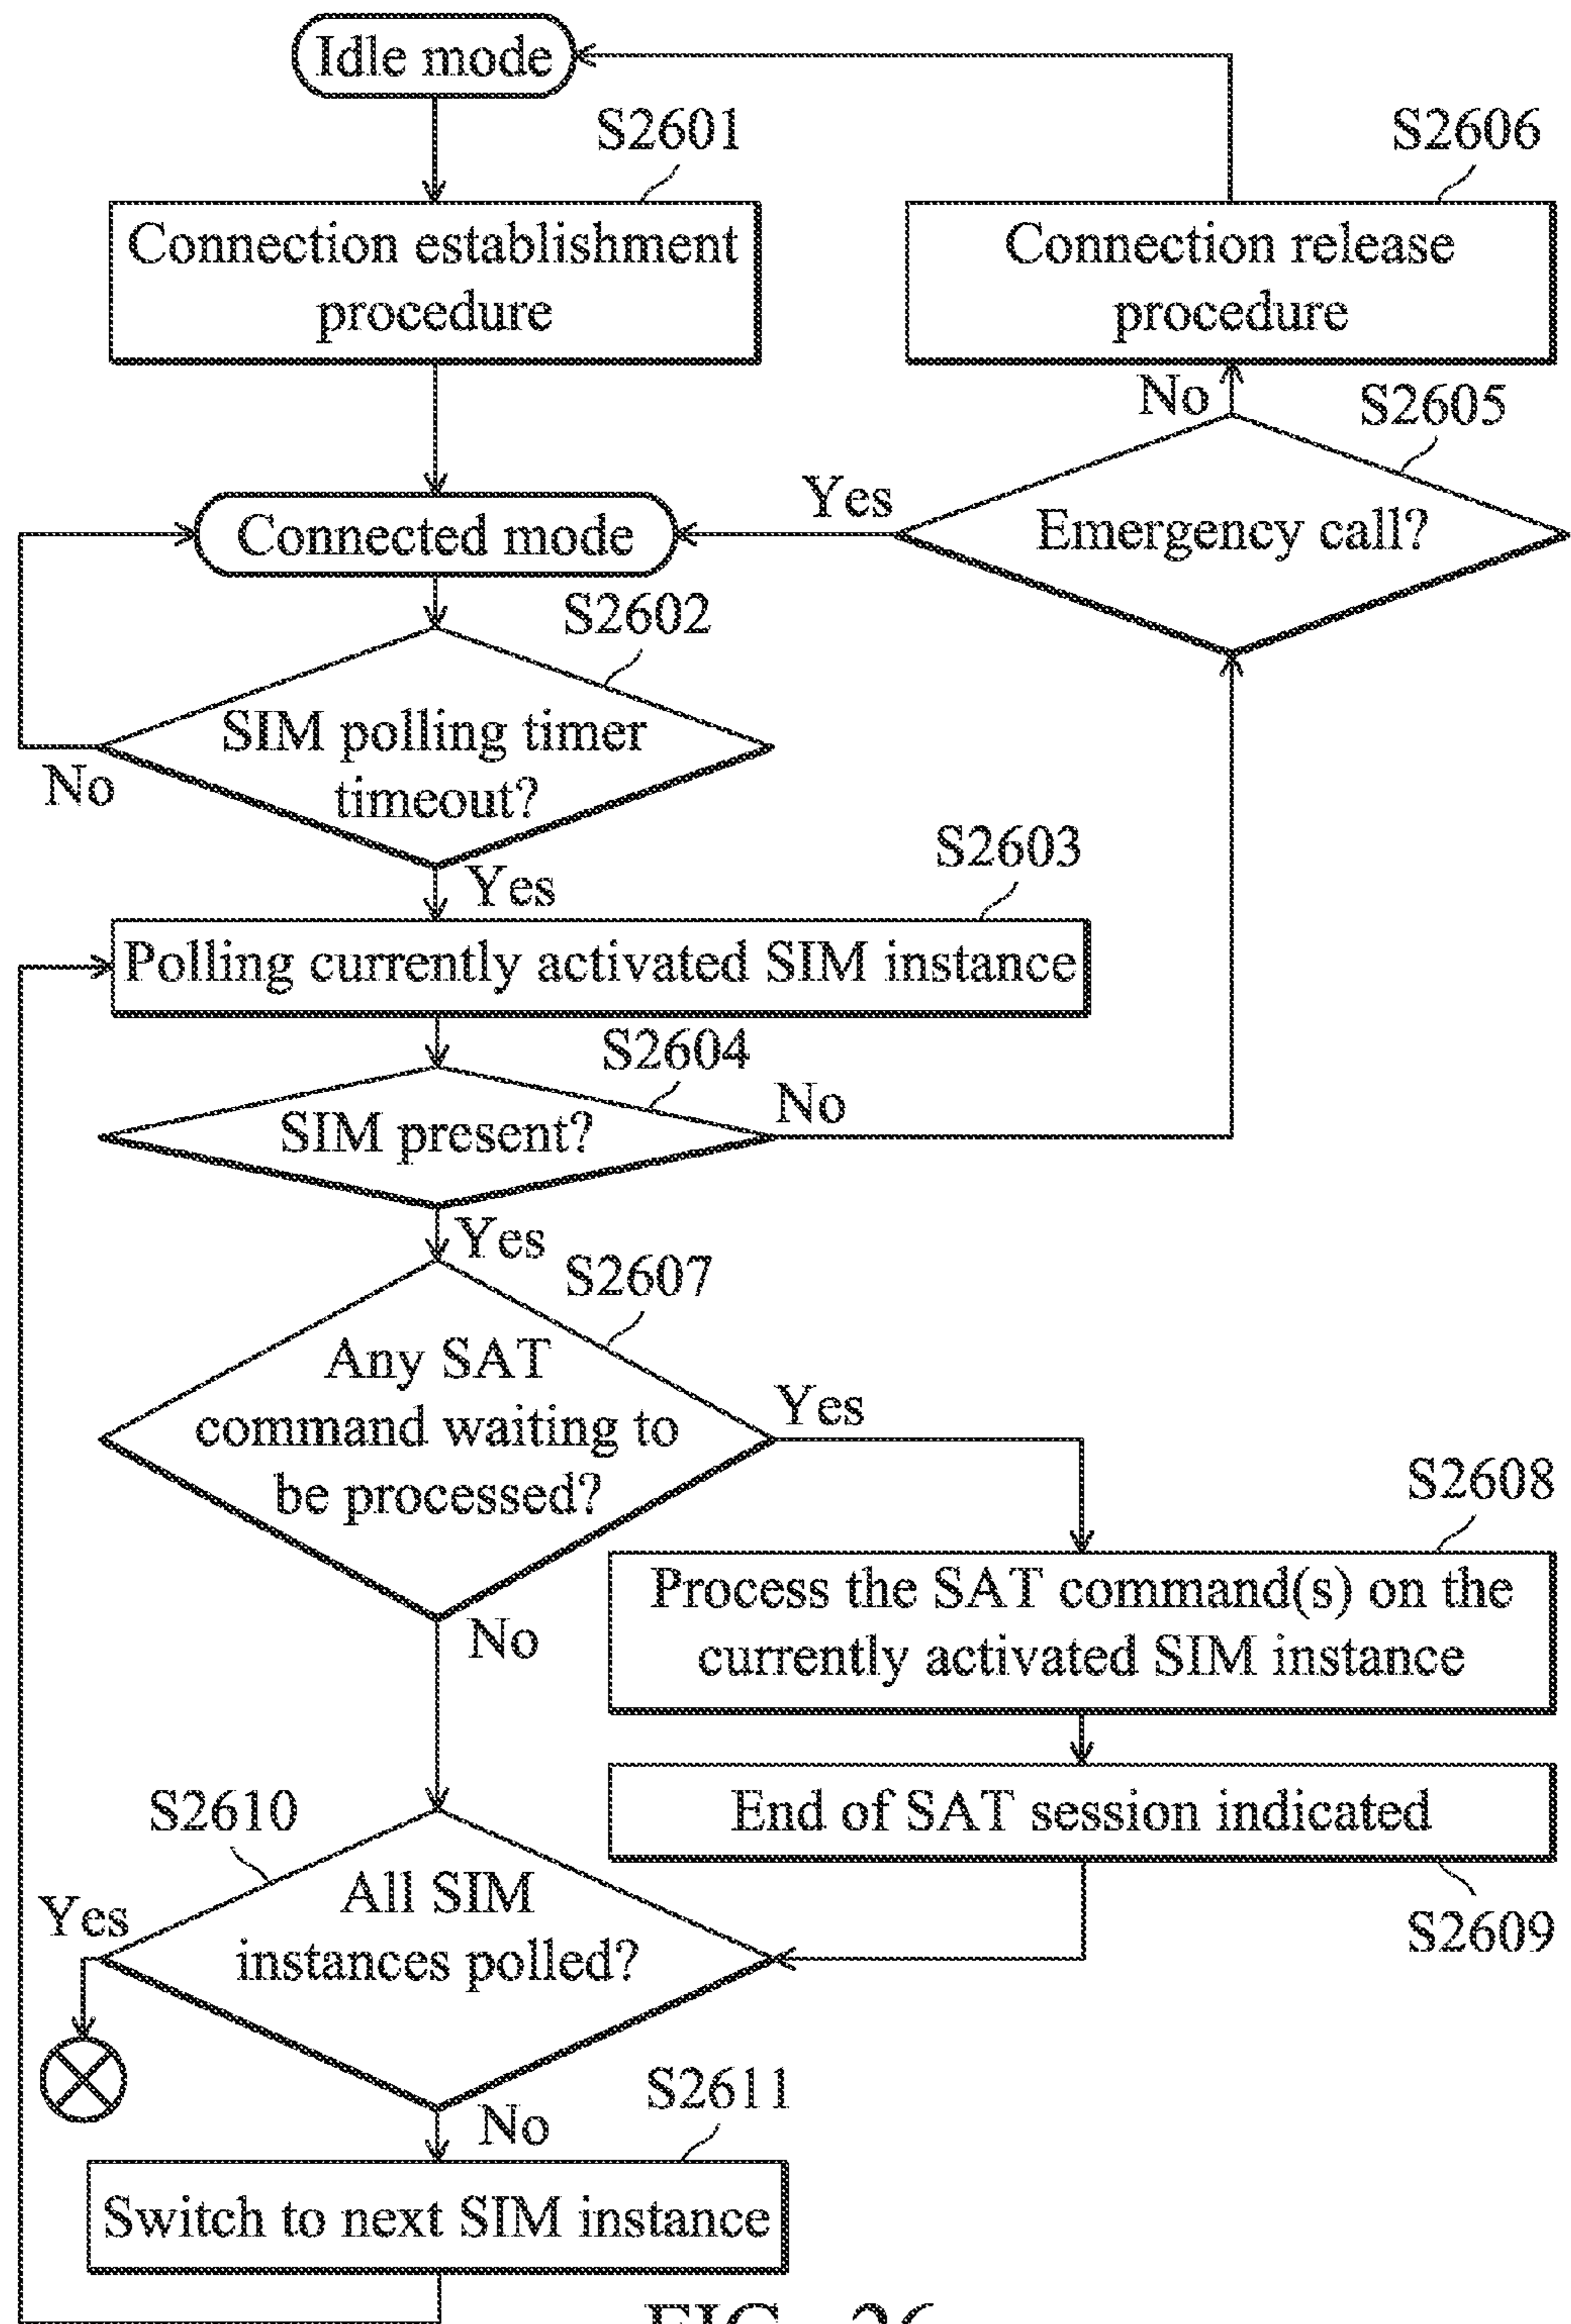 Idle mode
S2601
S2606
Connection establishment
procedure
Connection release
procedure
No
S2605
Yes
Connected mode
Emergency call?
S2602
SIM polling timer
timeout?
No
S2603
Yes
Polling currently activated SIM instance
S2604
No
SIM present?
Yes
S2607
Any SAT
command waiting to
be processed?
Yes
S2608
Process the SAT command(s) on the
currently activated SIM instance
No
S2610
End of SAT session indicated
All SIM
instances polled?
Yes
S2609
S2611
No
Switch to next SIM instance
FIG. 26